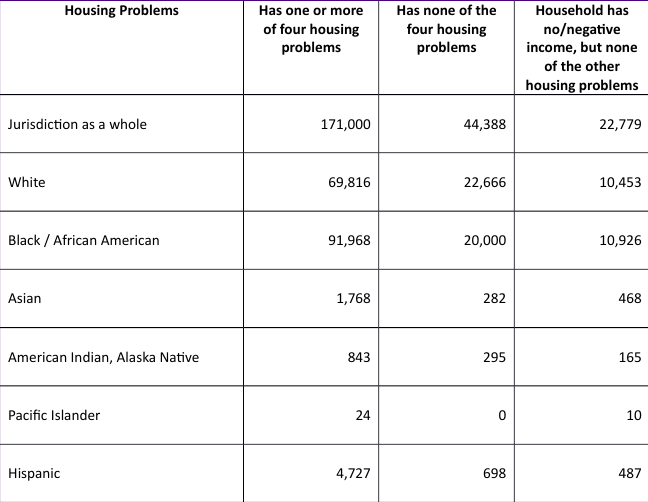 Housing Problems
Has one or more
of four housing
problems
Has none of the
four housing
problems
Household has
no/negative
income, but none
of the other
housing problems
Jurisdiction as a whole 171,000 44,388 22,779
White 69,816 22,666 10,453
Black / African American 91,968 20,000 10,926
Asian 1,768 282 468
American Indian, Alaska Native 843 295 165
Pacific Islander 24 0 10
Hispanic 4,727 698 487